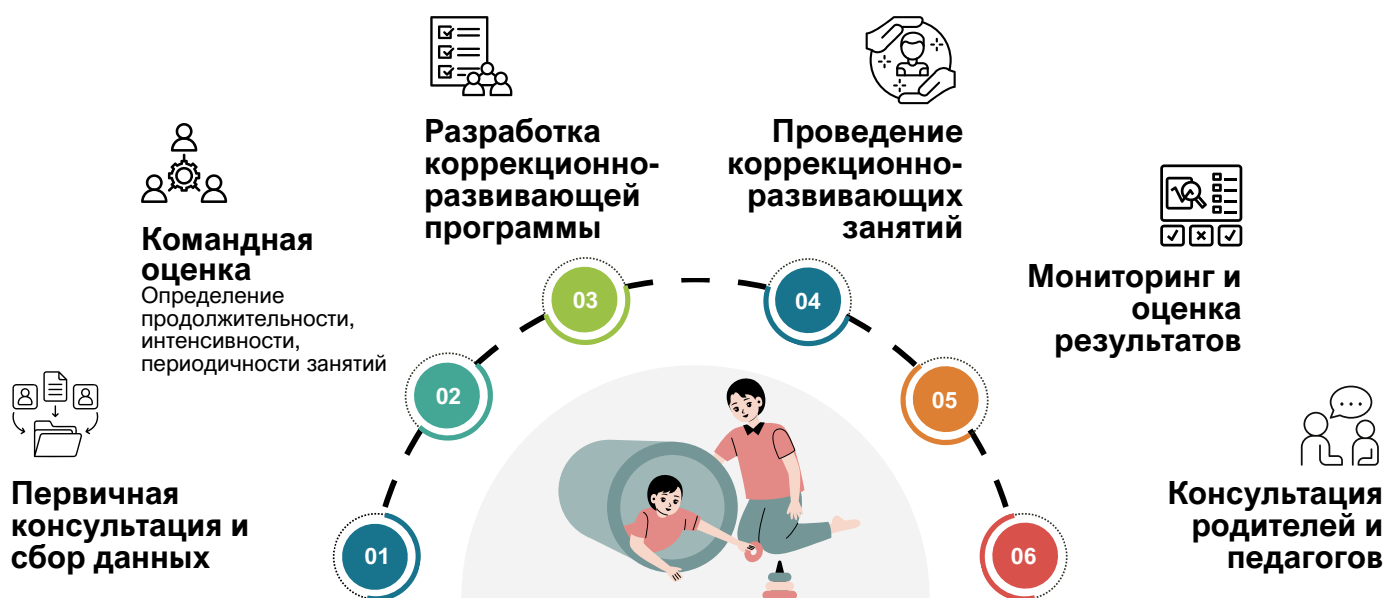 01
Первичная
консультация и
сбор данных
02
Командная
оценка
Определение
продолжительности,
интенсивности,
периодичности занятий
03
Разработка
коррекционно-
развивающей
программы
04
Проведение
коррекционно-
развивающих
занятий
05
Мониторинг и
оценка
результатов
06
Консультация
родителей и
педагогов